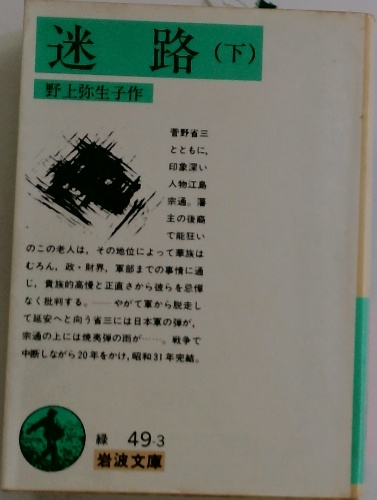 迷路（下）
野上弥生子作
菅野省三
とともに,
印象深い
人物江島
宗通。藩
主の後裔
で能狂い
のこの老人は，その地位によって華族は
むろん，政・財界，軍部までの事情に通
じ，貴族的高慢と正直さから彼らを忌憚
なく批判する。——やがて軍から脱走し
て延安へと向う省三には日本軍の弾が，
宗通の上には焼夷弾の雨が……。戦争で
中断しながら20年をかけ，昭和31年完結。
緑 49-3
岩波文庫